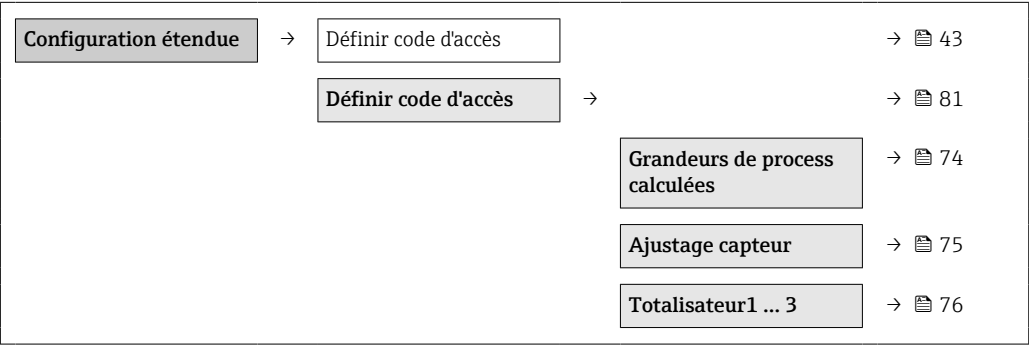 Configuration étendue → Définir code d'accès → 43
Définir code d'accès → → 81
Grandeurs de process → 74
calculées
Ajustage capteur → 75
Totalisateur1 ... 3 → 76